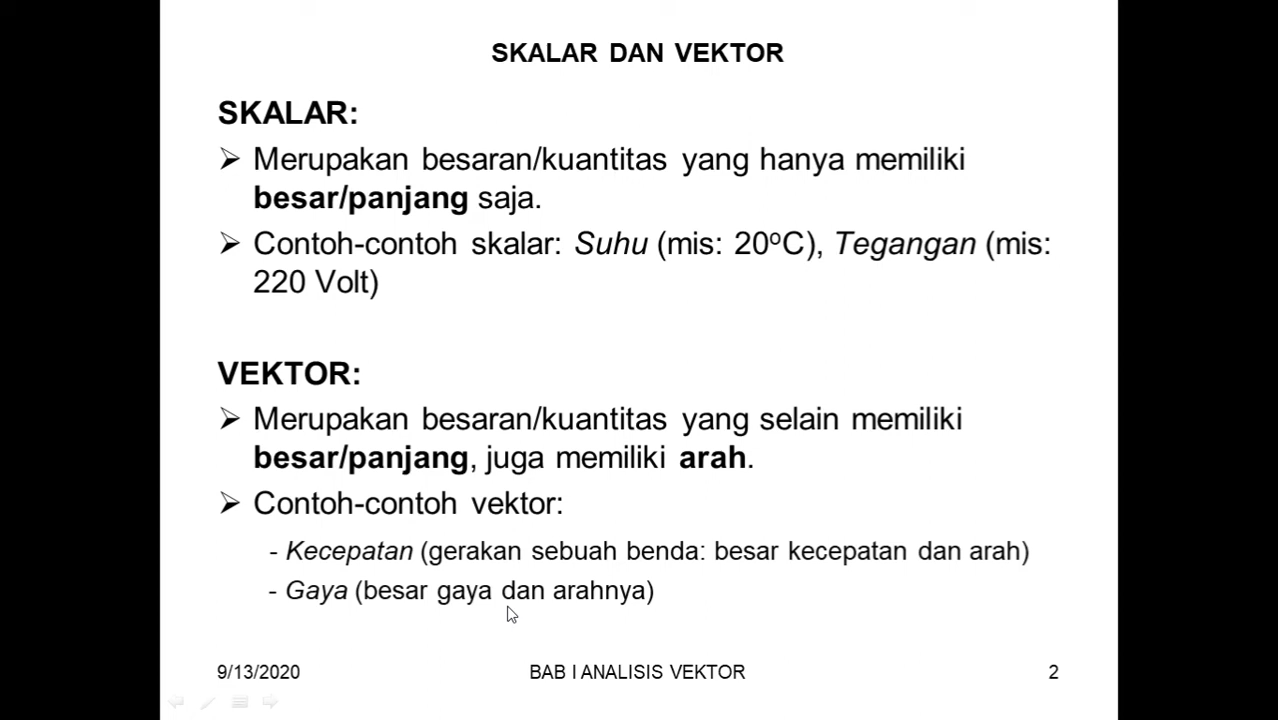 SKALAR DAN VEKTOR
SKALAR:
➢ Merupakan besaran/kuantitas yang hanya memiliki
besar/panjang saja.
➢ Contoh-contoh skalar: Suhu (mis: 20ºC), Tegangan (mis:
220 Volt)
VEKTOR:
➢ Merupakan besaran/kuantitas yang selain memiliki
besar/panjang, juga memiliki arah.
➢ Contoh-contoh vektor:
- Kecepatan (gerakan sebuah benda: besar kecepatan dan arah)
- Gaya (besar gaya dan arahnya)
9/13/2020 BAB I ANALISIS VEKTOR 2